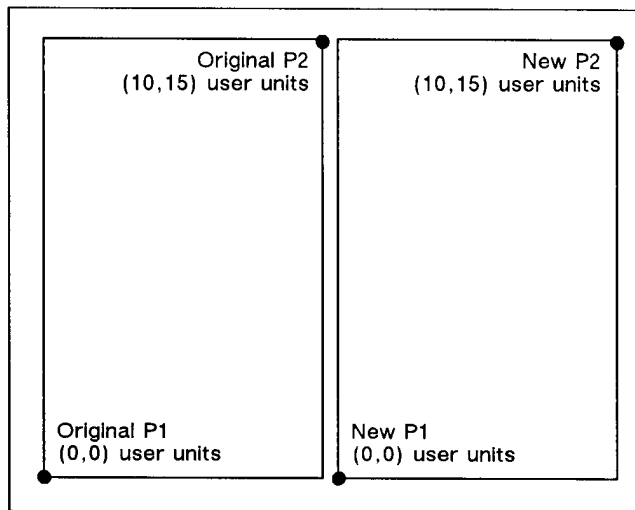 Original P2
(10,15) user units
New P2
(10,15) user units
Original P1
(0,0) user units
New P1
(0,0) user units